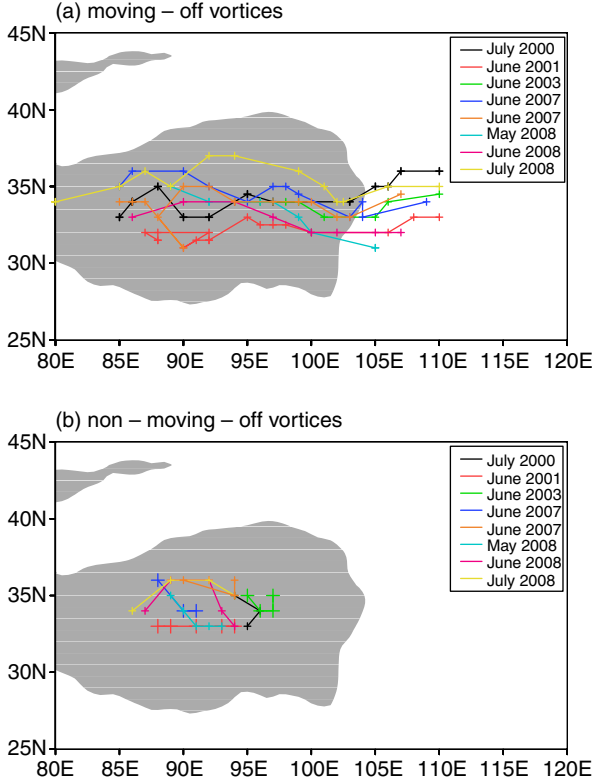 (a) moving – off vortices
45N
40N
35N
30N
25N
80E 85E 90E 95E 100E 105E 110E 115E 120E
July 2000
June 2001
June 2003
June 2007
June 2007
May 2008
June 2008
July 2008
(b) non – moving – off vortices
45N
40N
35N
30N
25N
80E 85E 90E 95E 100E 105E 110E 115E 120E
July 2000
June 2001
June 2003
June 2007
June 2007
May 2008
June 2008
July 2008